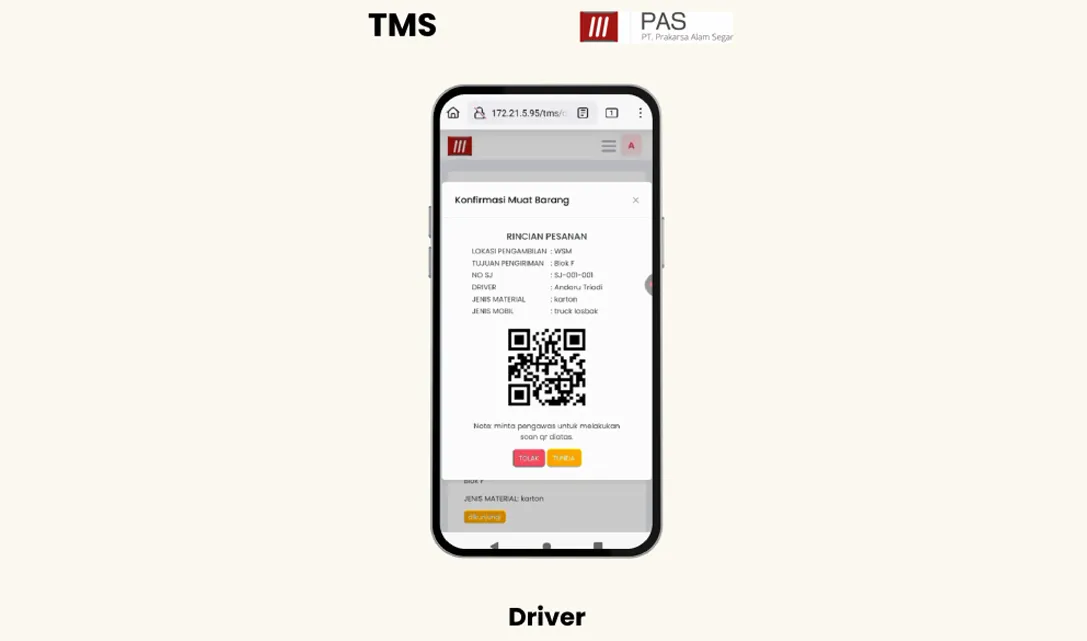 TMS
PAS
PT. Prakarsa Alam Segar
172.21.5.95/tms/
1
A
Konfirmasi Muat Barang
RINCIAN PESANAN
LOKASI PENGAMBILAN : WSM
TUJUAN PENGIRIMAN : Blok F
NO SJ : SJ-001-001
DRIVER : Andaru Triadi
JENIS MATERIAL : karton
JENIS MOBIL : truck losbak
Note: minta pengawas untuk melakukan
scan qr diatas.
TOLAK TUNDA
Blok F
JENIS MATERIAL: karton
Driver